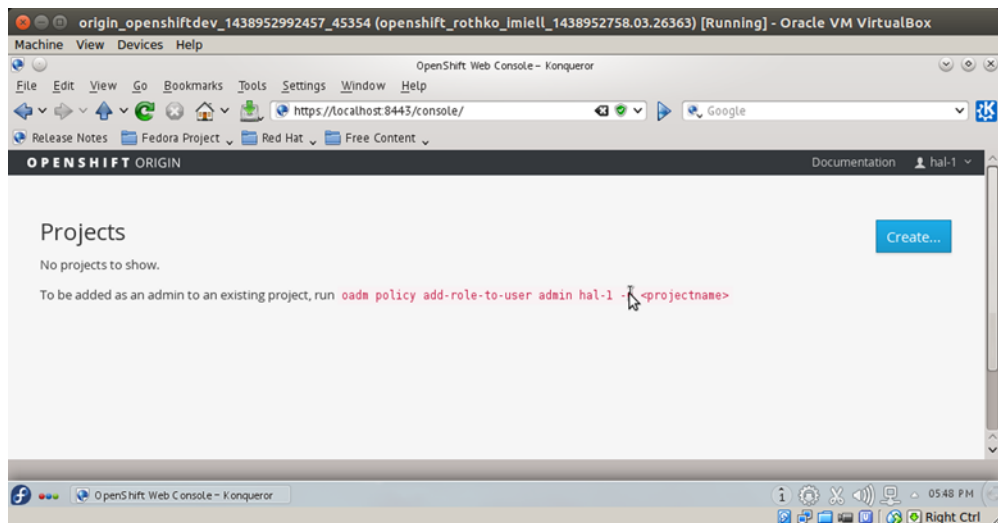 origin_openshiftdev_1438952992457_45354 (openshift_rothko_imiell_1438952758.03.26363) [Running] - Oracle VM VirtualBox
Machine View Devices Help
OpenShift Web Console – Konqueror
File Edit View Go Bookmarks Tools Settings Window Help
https://localhost:8443/console/ Google
Release Notes Fedora Project Red Hat Free Content
OPENSHIFT ORIGIN Documentation hal-1
Projects
Create...
No projects to show.
To be added as an admin to an existing project, run oadm policy add-role-to-user admin hal-1 <projectname>
OpenShift Web Console – Konqueror
05:48 PM
Right Ctrl